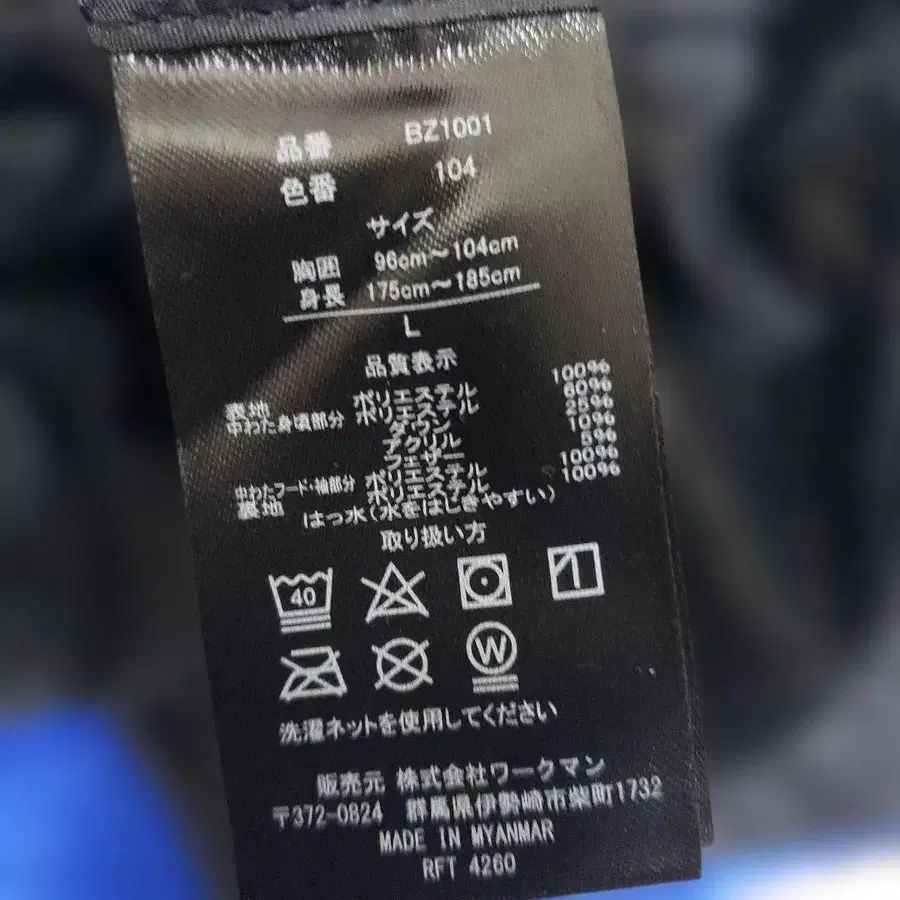 品番 BZ1001
色番 104
サイズ
胸囲 96cm～104cm
身長 175cm～185cm
L
品質表示
表地 ポリエステル 100%
中わた身頃部分 ポリエステル 60%
ダウン 25%
アクリル 10%
フェザー 5%
中わたフード・袖部分 ポリエステル 100%
裏地 ポリエステル 100%
はっ水(水をはじきやすい)
取り扱い方
40
W
洗濯ネットを使用してください
販売元 株式会社ワークマン
〒372-0824 群馬県伊勢崎市柴町1732
MADE IN MYANMAR
RFT 4260